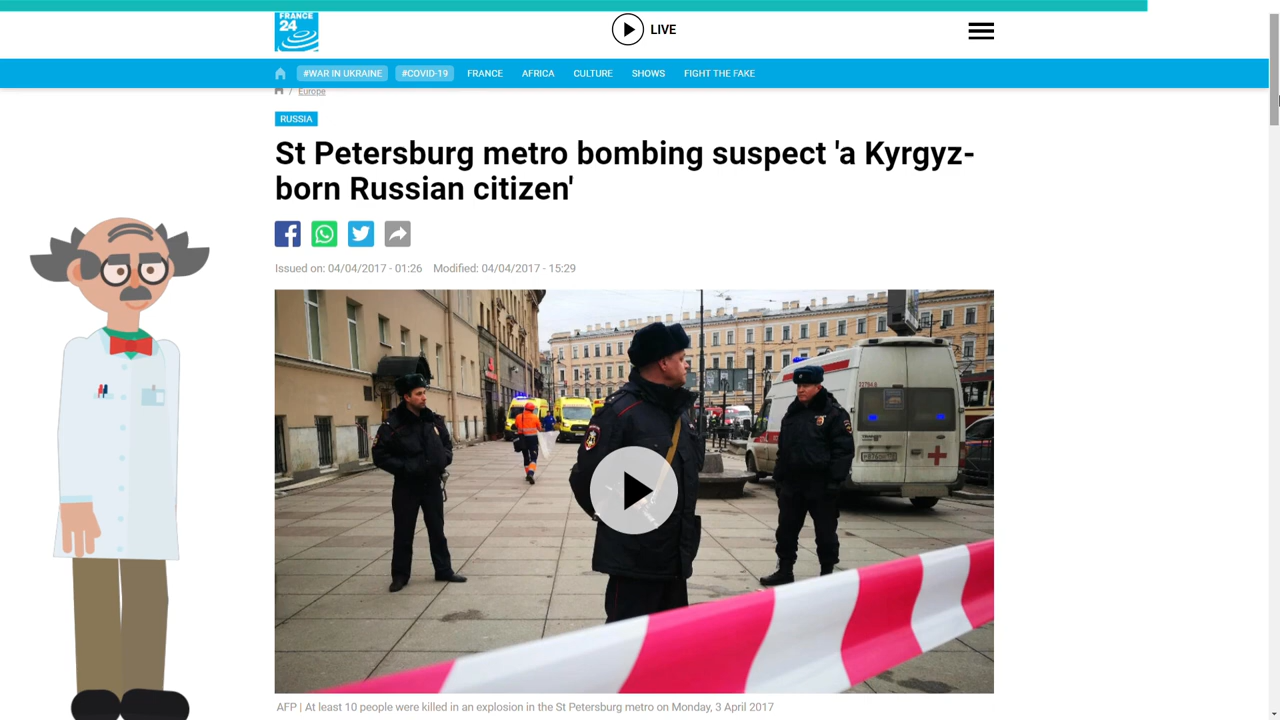 FRANCE
24
LIVE
#WAR IN UKRAINE #COVID-19 FRANCE AFRICA CULTURE SHOWS FIGHT THE FAKE
/ Europe
RUSSIA
St Petersburg metro bombing suspect 'a Kyrgyz-
born Russian citizen'
Issued on: 04/04/2017 - 01:26 Modified: 04/04/2017 - 15:29
AFP | At least 10 people were killed in an explosion in the St Petersburg metro on Monday, 3 April 2017